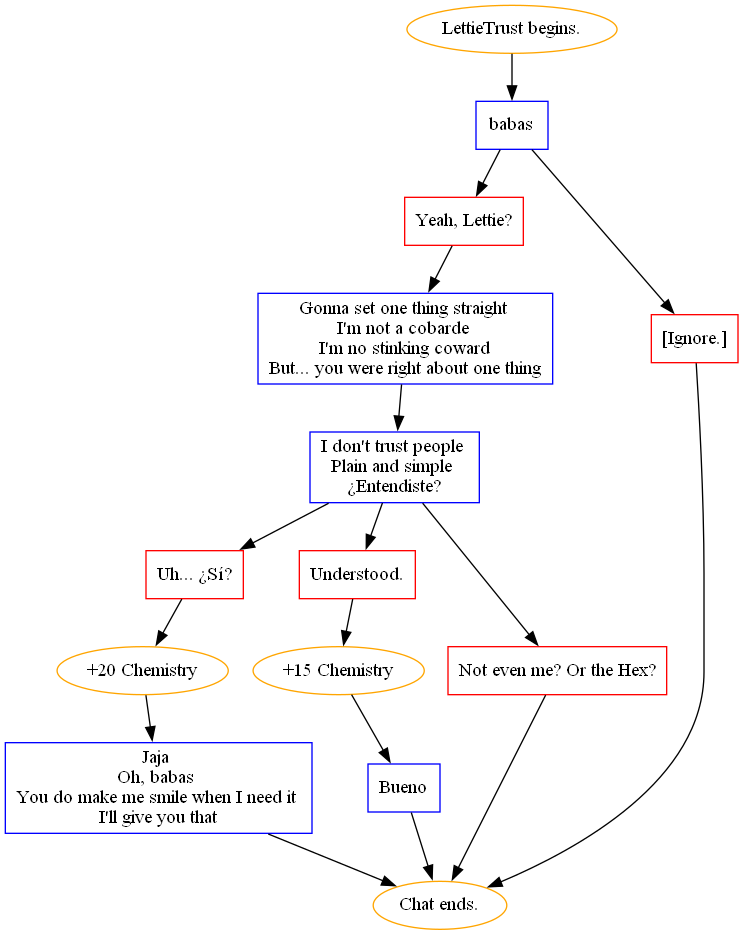 LettieTrust begins.
babas
Yeah, Lettie?
Gonna set one thing straight
I'm not a cobarde
I'm no stinking coward
But... you were right about one thing
[Ignore.]
I don't trust people
Plain and simple
¿Entendiste?
Uh... ¿Sí?
Understood.
+20 Chemistry
+15 Chemistry
Not even me? Or the Hex?
Jaja
Oh, babas
You do make me smile when I need it
I'll give you that
Bueno
Chat ends.